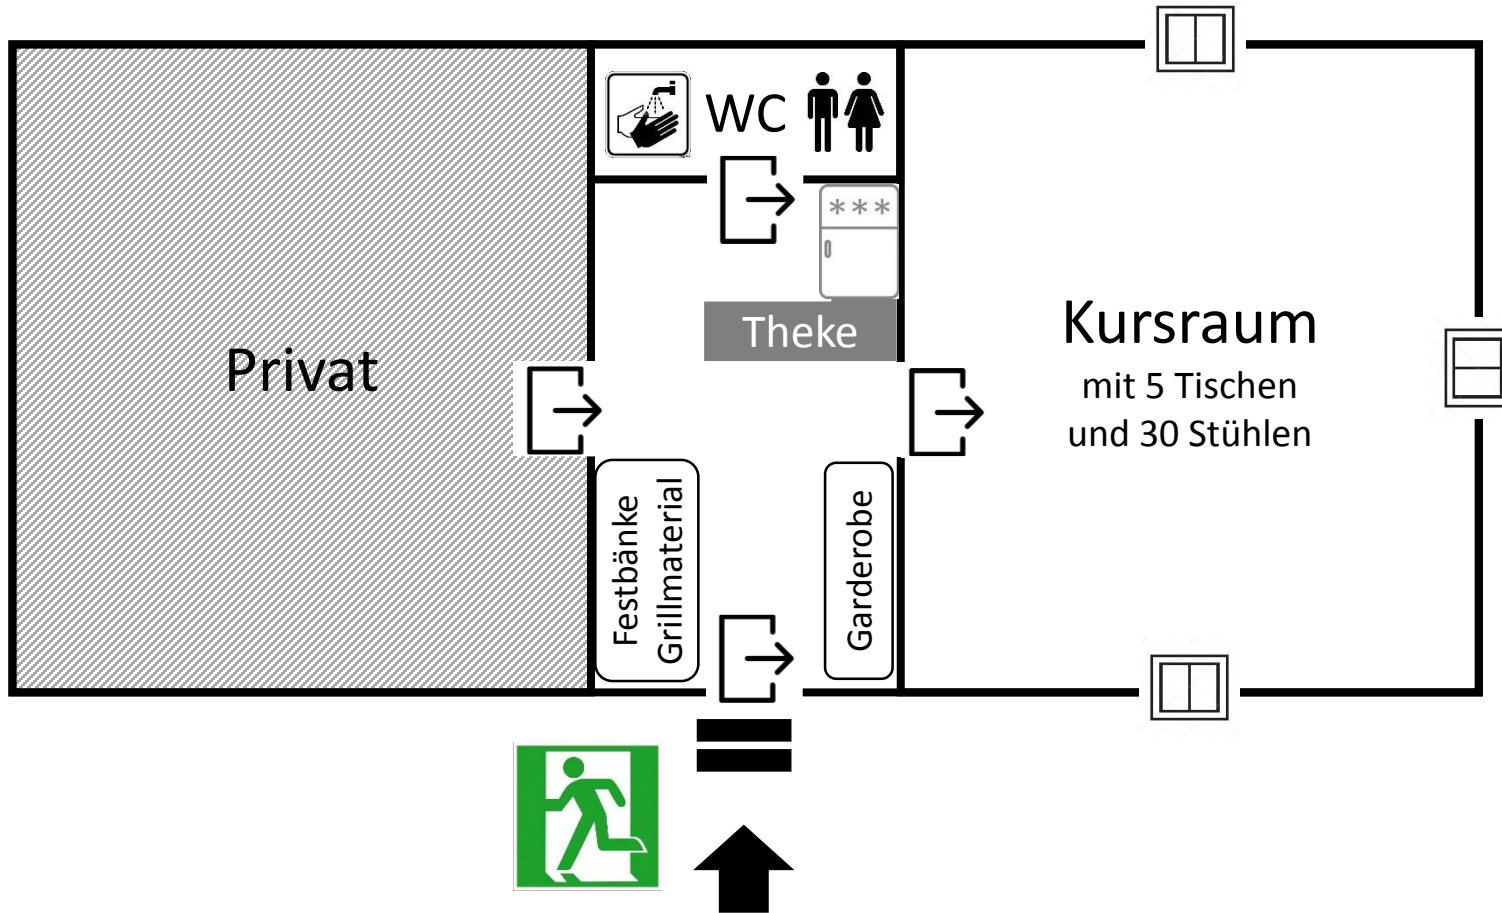 WC
***
Theke
Privat
Kursraum
mit 5 Tischen
und 30 Stühlen
Festbänke
Grillmaterial
Garderobe